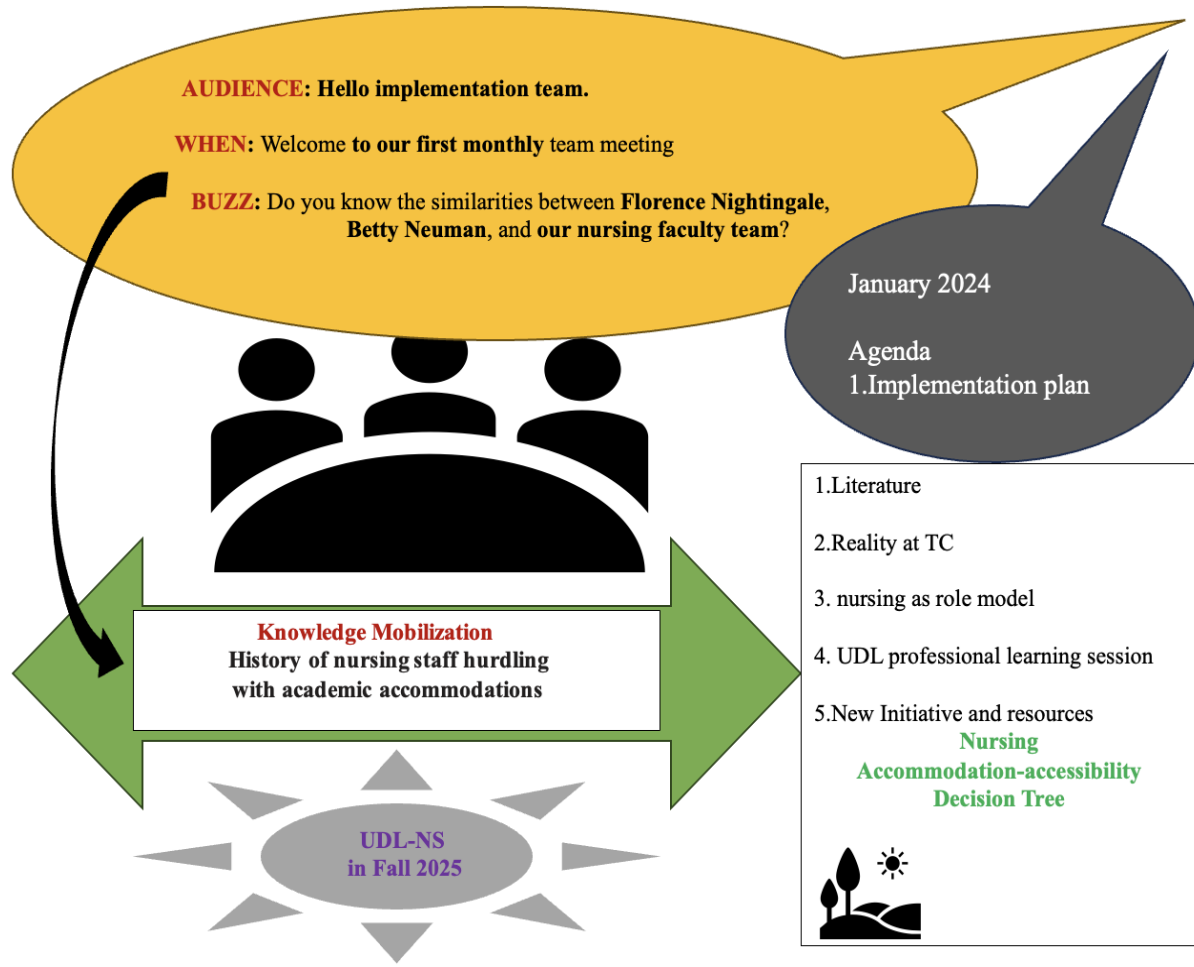 AUDIENCE: Hello implementation team.
WHEN: Welcome to our first monthly team meeting
BUZZ: Do you know the similarities between Florence Nightingale,
Betty Neuman, and our nursing faculty team?
January 2024
Agenda
1.Implementation plan
Knowledge Mobilization
History of nursing staff hurdling
with academic accommodations
1.Literature
2.Reality at TC
3. nursing as role model
4. UDL professional learning session
5.New Initiative and resources
Nursing
Accommodation-accessibility
Decision Tree
UDL-NS
in Fall 2025